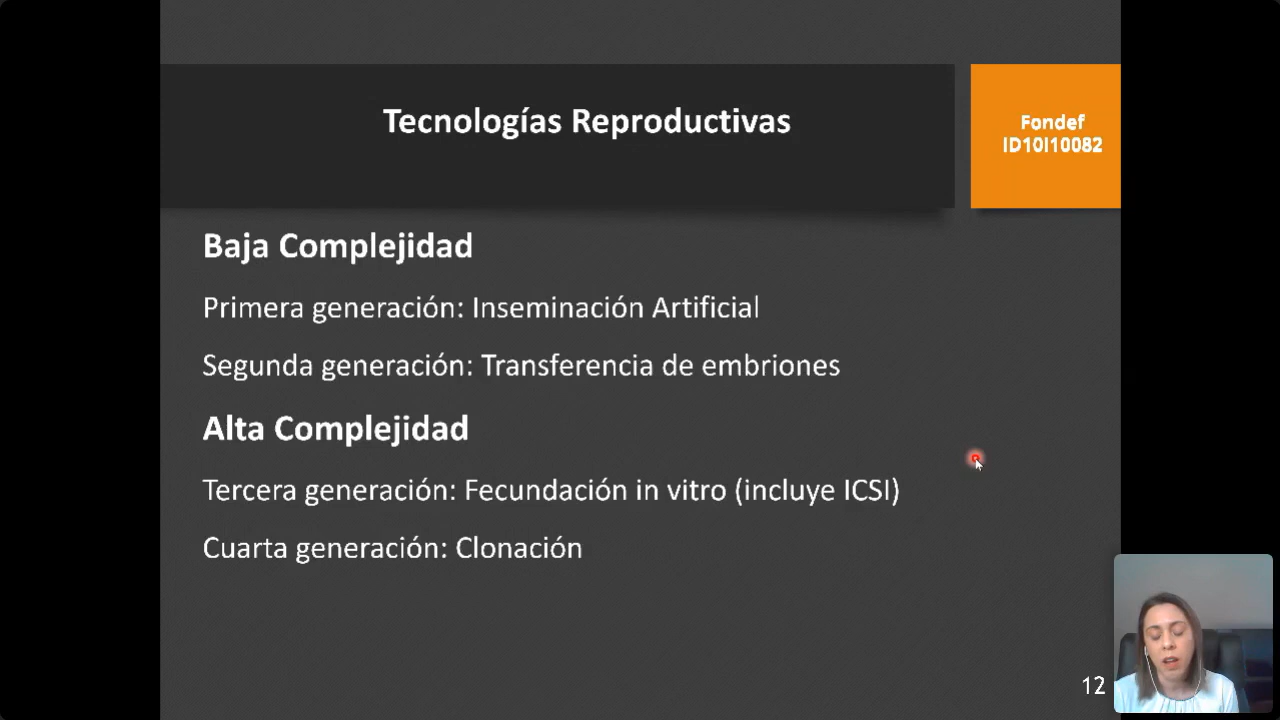 Tecnologías Reproductivas
Fondef
ID10I10082
Baja Complejidad
Primera generación: Inseminación Artificial
Segunda generación: Transferencia de embriones
Alta Complejidad
Tercera generación: Fecundación in vitro (incluye ICSI)
Cuarta generación: Clonación
12